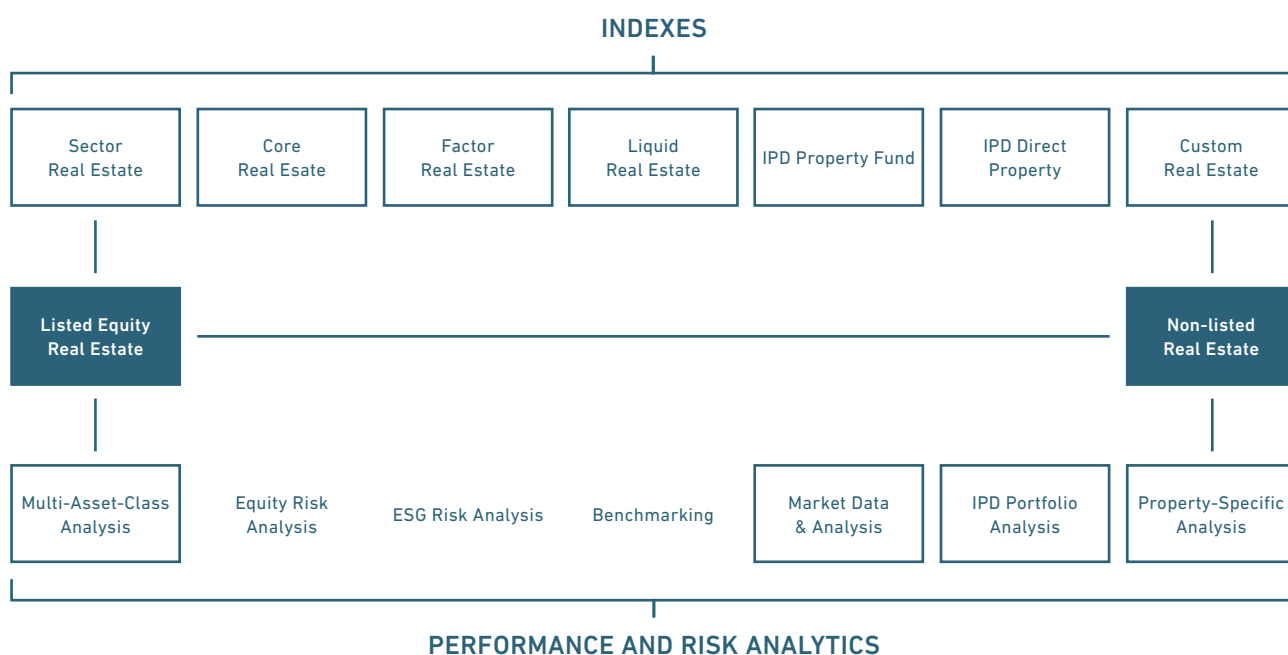 INDEXES
Sector
Real Estate
Core
Real Esate
Factor
Real Estate
Liquid
Real Estate
IPD Property Fund
IPD Direct
Property
Custom
Real Estate
Listed Equity
Real Estate
Non-listed
Real Estate
Multi-Asset-Class
Analysis
Equity Risk
Analysis
ESG Risk Analysis
Benchmarking
Market Data
& Analysis
IPD Portfolio
Analysis
Property-Specific
Analysis
PERFORMANCE AND RISK ANALYTICS